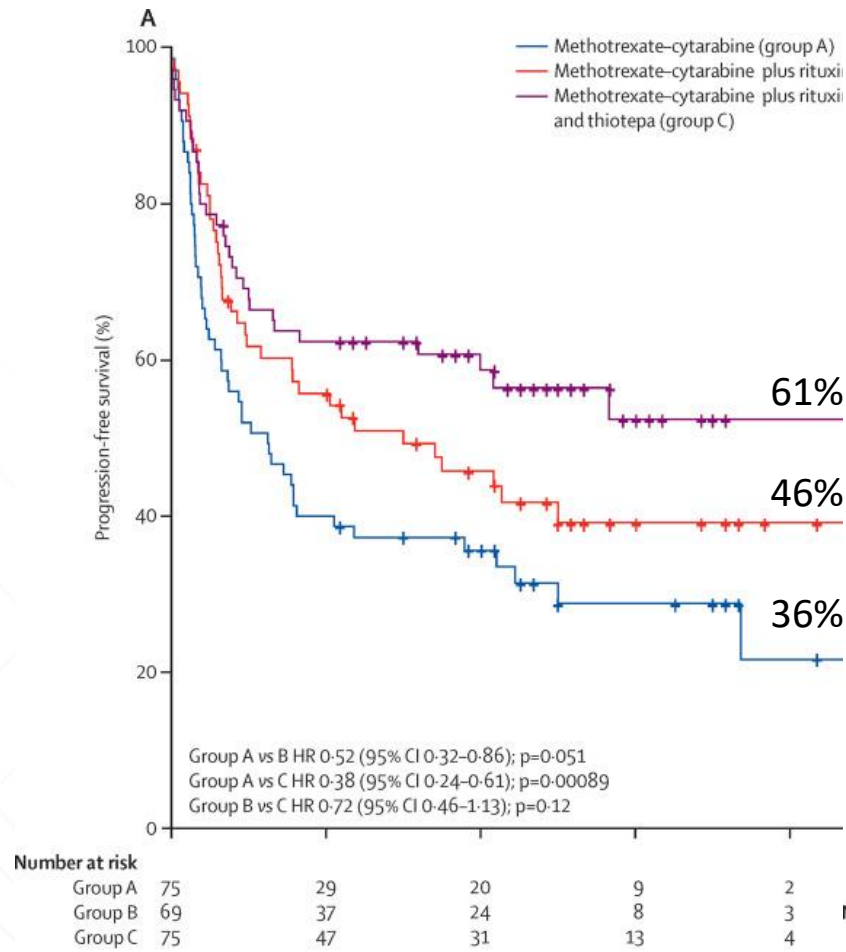 A
Methotrexate–cytarabine (group A)
Methotrexate–cytarabine plus rituxim
Methotrexate–cytarabine plus rituxim
and thiotepa (group C)
100
80
60
40
20
0
Progression-free survival (%)
61%
46%
36%
Group A vs B HR 0·52 (95% CI 0·32–0·86); p=0·051
Group A vs C HR 0·38 (95% CI 0·24–0·61); p=0·00089
Group B vs C HR 0·72 (95% CI 0·46–1·13); p=0·12
Number at risk
Group A 75 29 20 9 2
Group B 69 37 24 8 3
Group C 75 47 31 13 4